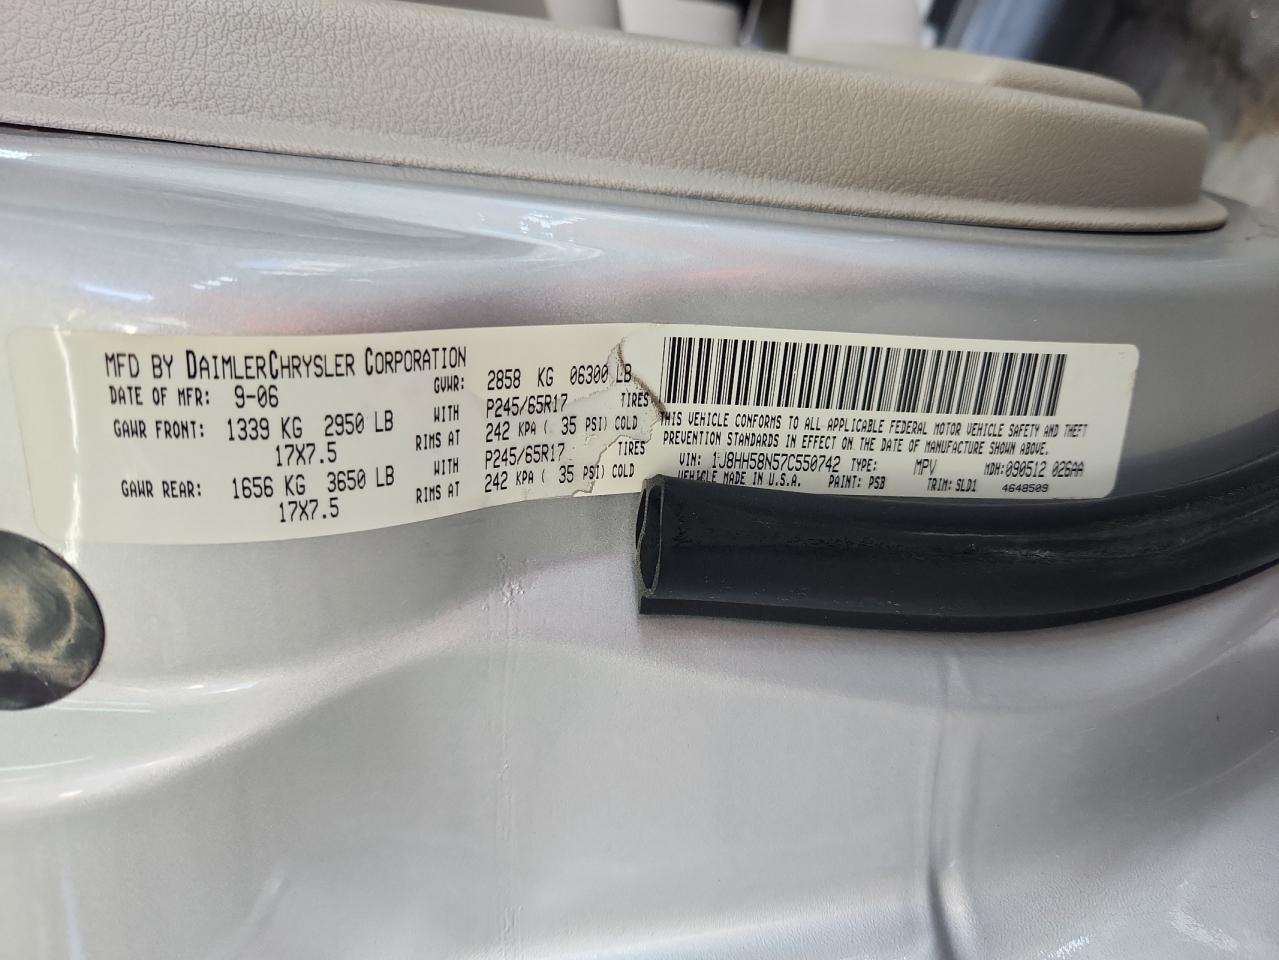 MFD BY DAIMLERCHRYSLER CORPORATION
DATE OF MFR: 9-06 GVWR: 2858 KG 06300 LB
GAWR FRONT: 1339 KG 2950 LB WITH P245/65R17 TIRES
17X7.5 RIMS AT 242 KPA ( 35 PSI) COLD
GAWR REAR: 1656 KG 3650 LB WITH P245/65R17 TIRES
17X7.5 RIMS AT 242 KPA ( 35 PSI) COLD
THIS VEHICLE CONFORMS TO ALL APPLICABLE FEDERAL MOTOR VEHICLE SAFETY AND THEFT
PREVENTION STANDARDS IN EFFECT ON THE DATE OF MANUFACTURE SHOWN ABOVE.
VIN: 1J8HH58N57C550742 TYPE: MPV MDH: 090512 026AA
VEHICLE MADE IN U.S.A. PAINT: PSB TRIM: SLD1 4648509